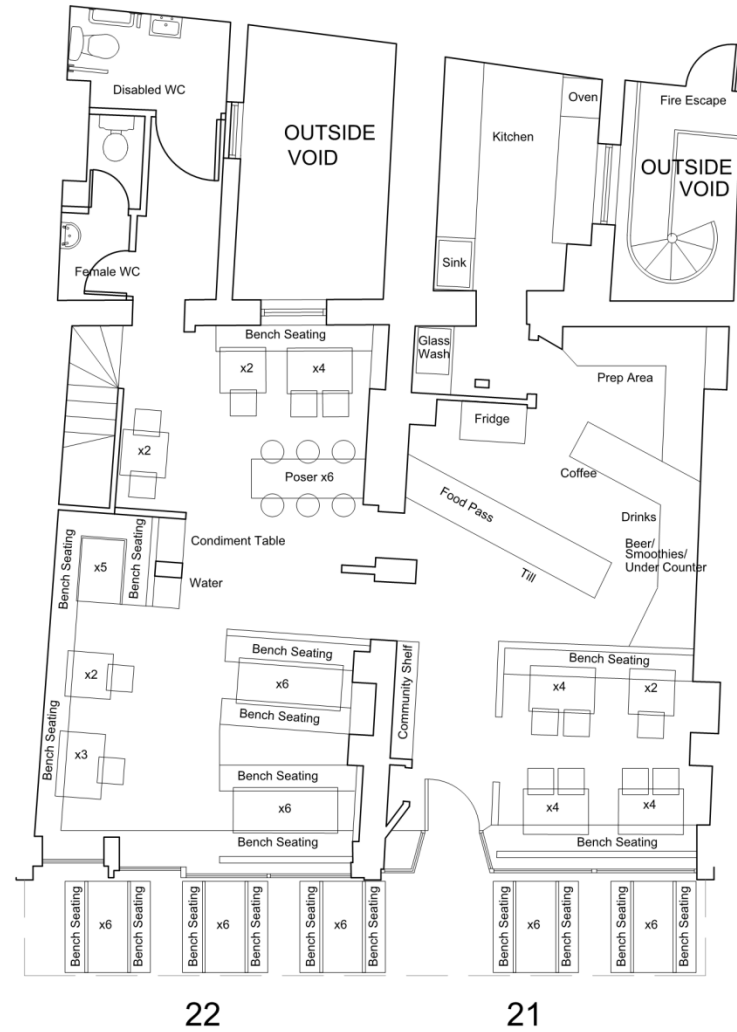 Disabled WC
OUTSIDE
VOID
Oven
Kitchen
Fire Escape
OUTSIDE
VOID
Sink
Female WC
Bench Seating
x2
x4
Glass
Wash
Prep Area
Fridge
x2
Poser x6
Coffee
Food Pass
Drinks
Beer/
Smoothies/
Under Counter
Till
Bench Seating
x5
Bench Seating
Condiment Table
Water
Bench Seating
x6
Bench Seating
Community Shelf
Bench Seating
x4
x2
Bench Seating
x2
x3
Bench Seating
x6
Bench Seating
x4
x4
Bench Seating
Bench Seating
x6
Bench Seating
Bench Seating
x6
Bench Seating
Bench Seating
x6
Bench Seating
Bench Seating
x6
Bench Seating
Bench Seating
x6
Bench Seating
22
21